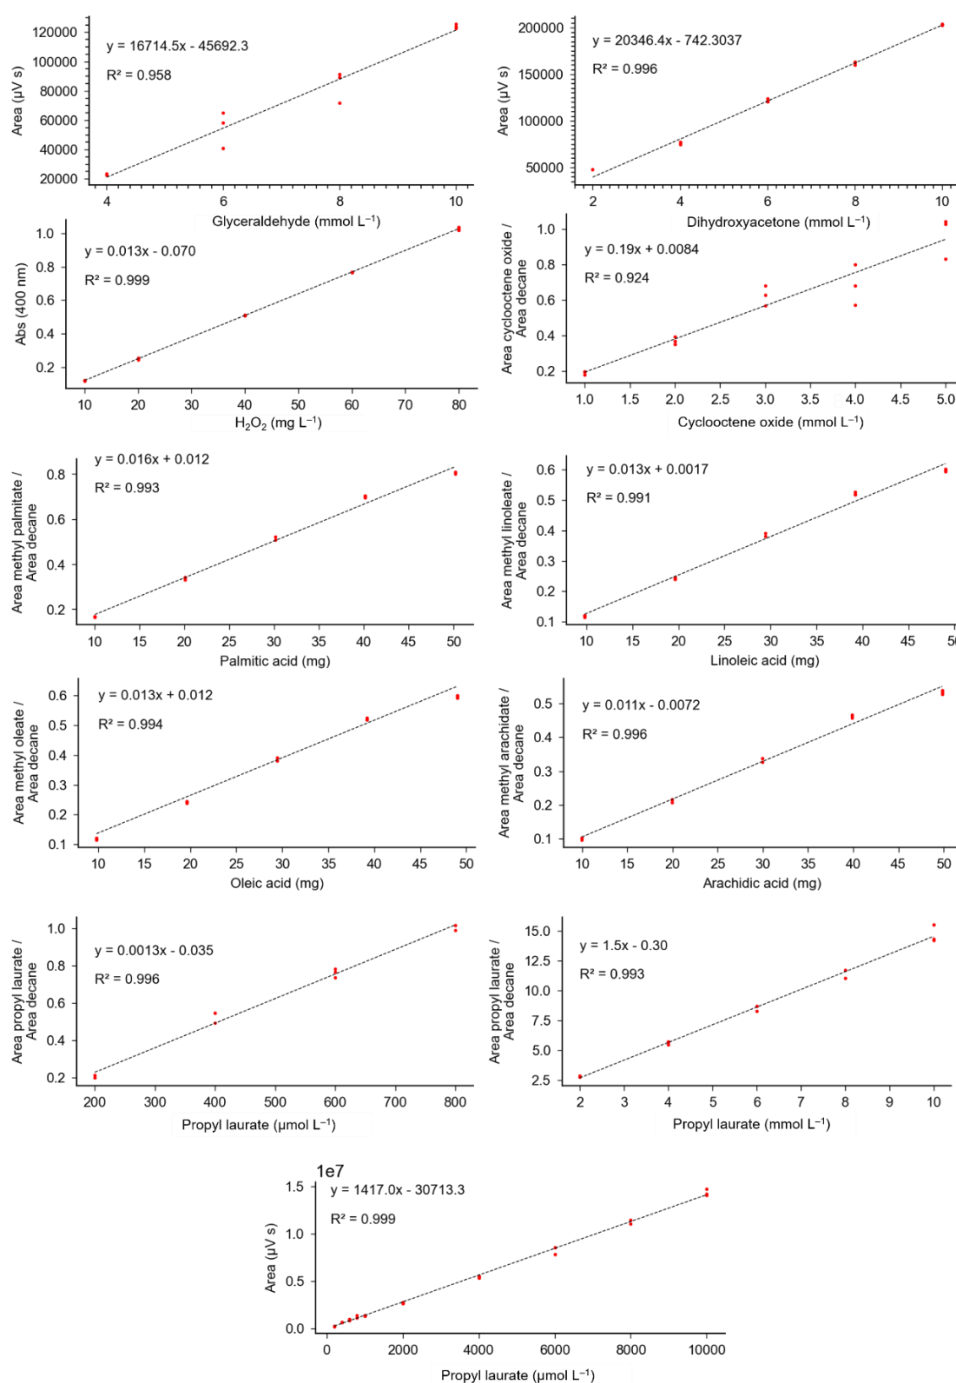 120000
100000
80000
60000
40000
20000
Area (µV s)
y = 16714.5x - 45692.3
R² = 0.958
4
6
8
10
Glyceraldehyde (mmol L⁻¹)
200000
150000
100000
50000
Area (µV s)
y = 20346.4x - 742.3037
R² = 0.996
2
4
6
8
10
Dihydroxyacetone (mmol L⁻¹)
1.0
0.8
0.6
0.4
0.2
Abs (400 nm)
y = 0.013x - 0.070
R² = 0.999
10
20
30
40
50
60
70
80
H₂O₂ (mg L⁻¹)
1.0
0.8
0.6
0.4
0.2
Area cyclooctene oxide /
Area decane
y = 0.19x + 0.0084
R² = 0.924
1.0
1.5
2.0
2.5
3.0
3.5
4.0
4.5
5.0
Cyclooctene oxide (mmol L⁻¹)
0.8
0.6
0.4
0.2
Area methyl palmitate /
Area decane
y = 0.016x + 0.012
R² = 0.993
10
15
20
25
30
35
40
45
50
Palmitic acid (mg)
0.6
0.5
0.4
0.3
0.2
0.1
Area methyl linoleate /
Area decane
y = 0.013x + 0.0017
R² = 0.991
10
15
20
25
30
35
40
45
50
Linoleic acid (mg)
0.6
0.5
0.4
0.3
0.2
0.1
Area methyl oleate /
Area decane
y = 0.013x + 0.012
R² = 0.994
10
15
20
25
30
35
40
45
50
Oleic acid (mg)
0.5
0.4
0.3
0.2
0.1
Area methyl arachidate /
Area decane
y = 0.011x - 0.0072
R² = 0.996
10
15
20
25
30
35
40
45
50
Arachidic acid (mg)
1.0
0.8
0.6
0.4
0.2
Area propyl laurate /
Area decane
y = 0.0013x - 0.035
R² = 0.996
200
300
400
500
600
700
800
Propyl laurate (µmol L⁻¹)
15.0
12.5
10.0
7.5
5.0
2.5
Area propyl laurate /
Area decane
y = 1.5x - 0.30
R² = 0.993
2
3
4
5
6
7
8
9
10
Propyl laurate (mmol L⁻¹)
1e7
1.5
1.0
0.5
0.0
Area (µV s)
y = 1417.0x - 30713.3
R² = 0.999
0
2000
4000
6000
8000
10000
Propyl laurate (µmol L⁻¹)